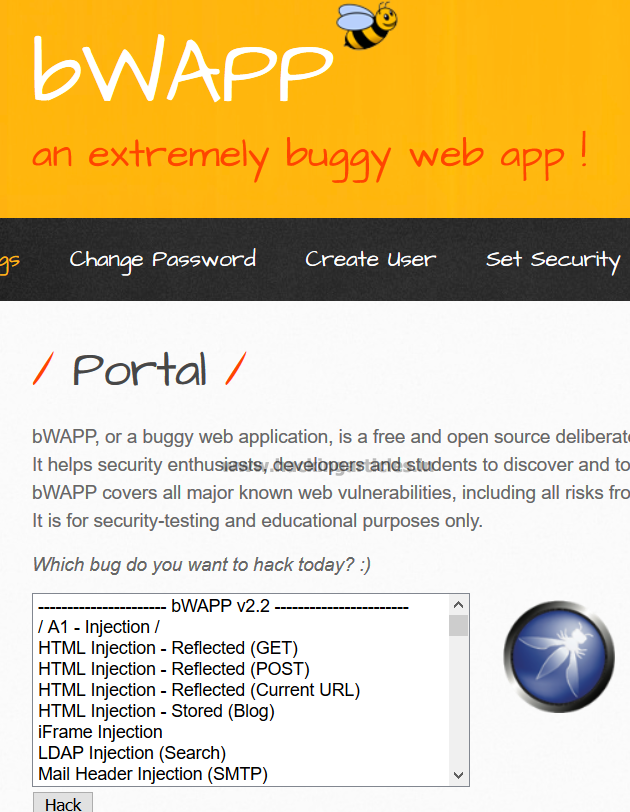 bWAPP
an extremely buggy web app !
gs Change Password Create User Set Security
/ Portal /
bWAPP, or a buggy web application, is a free and open source deliberate
It helps security enthusiasts, developers and students to discover and to
bWAPP covers all major known web vulnerabilities, including all risks fro
It is for security-testing and educational purposes only.
www.hackingarticles.in
Which bug do you want to hack today? :)
---------------------- bWAPP v2.2 -----------------------
/ A1 - Injection /
HTML Injection - Reflected (GET)
HTML Injection - Reflected (POST)
HTML Injection - Reflected (Current URL)
HTML Injection - Stored (Blog)
iFrame Injection
LDAP Injection (Search)
Mail Header Injection (SMTP)
Hack